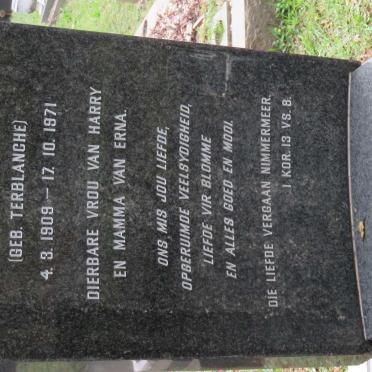 (GEB. TERBLANCHE)
4. 3. 1909 — 17. 10. 1971
DIERBARE VROU VAN HARRY
EN MAMMA VAN ERNA.
ONS MIS JOU LIEFDE,
OPGERUIMDE VEELSYDIGHEID,
LIEFDE VIR BLOMME
EN ALLES GOED EN MOOI.
DIE LIEFDE VERGAAN NIMMERMEER.
I KOR. 13 VS. 8.